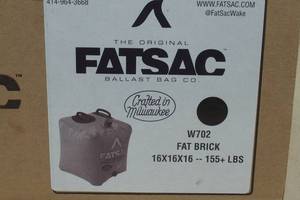 414-964-3668
WWW.FATSAC.COM
@FatSacWake
THE ORIGINAL
FATSAC
BALLAST BAG CO.
Crafted in
Milwaukee
W702
FAT BRICK
16X16X16 -- 155+ LBS
AC